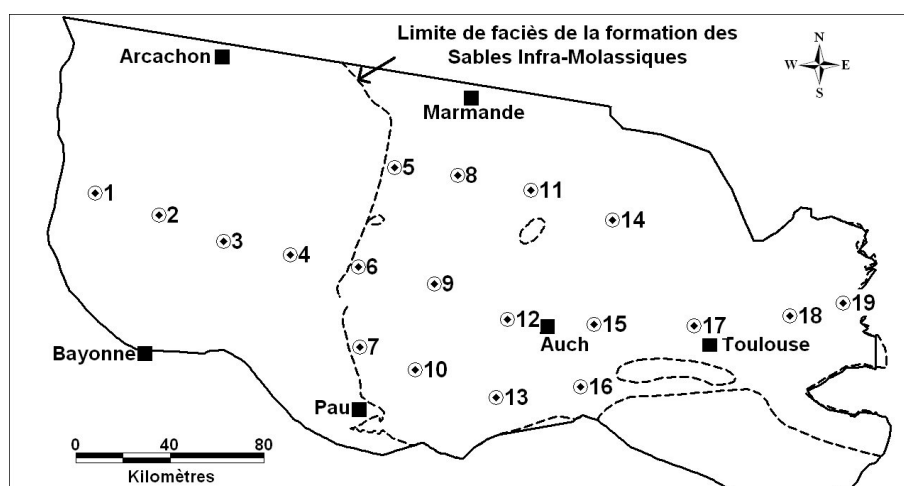 Limite de faciès de la formation des
Sables Infra-Molassiques
Arcachon
N
W E
S
Marmande
5
8
1
11
2
14
3
4
6
9
19
12
15
18
17
Bayonne
7
Auch
Toulouse
10
16
13
Pau
0 40 80
Kilomètres